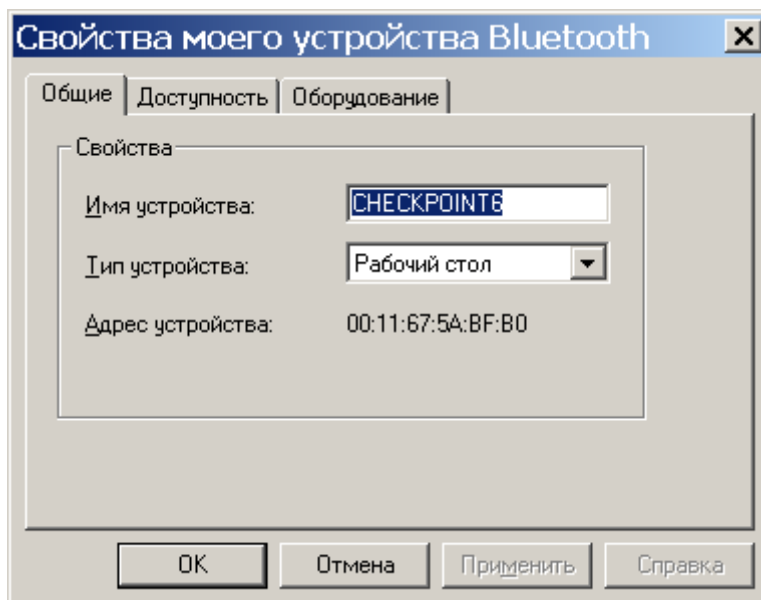 Свойства моего устройства Bluetooth
Общие Доступность Оборудование
Свойства
Имя устройства: CHECKPOINT6
Тип устройства: Рабочий стол
Адрес устройства: 00:11:67:5A:BF:B0
OK Отмена Применить Справка